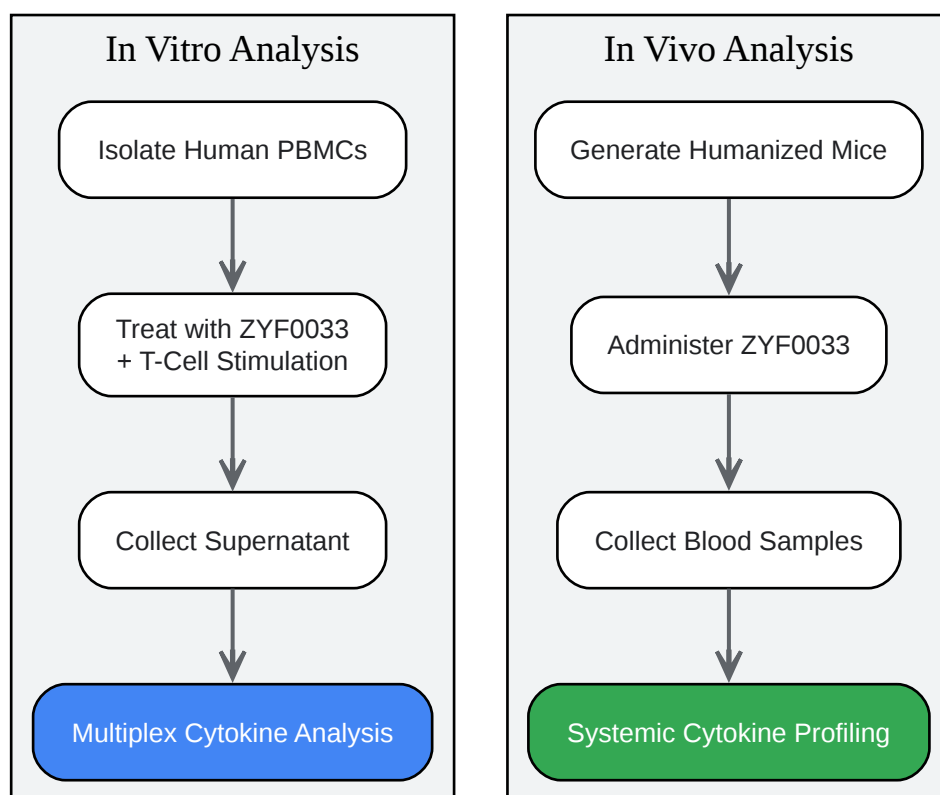 In Vitro Analysis
Isolate Human PBMCs
Treat with ZYF0033
+ T-Cell Stimulation
Collect Supernatant
Multiplex Cytokine Analysis
In Vivo Analysis
Generate Humanized Mice
Administer ZYF0033
Collect Blood Samples
Systemic Cytokine Profiling